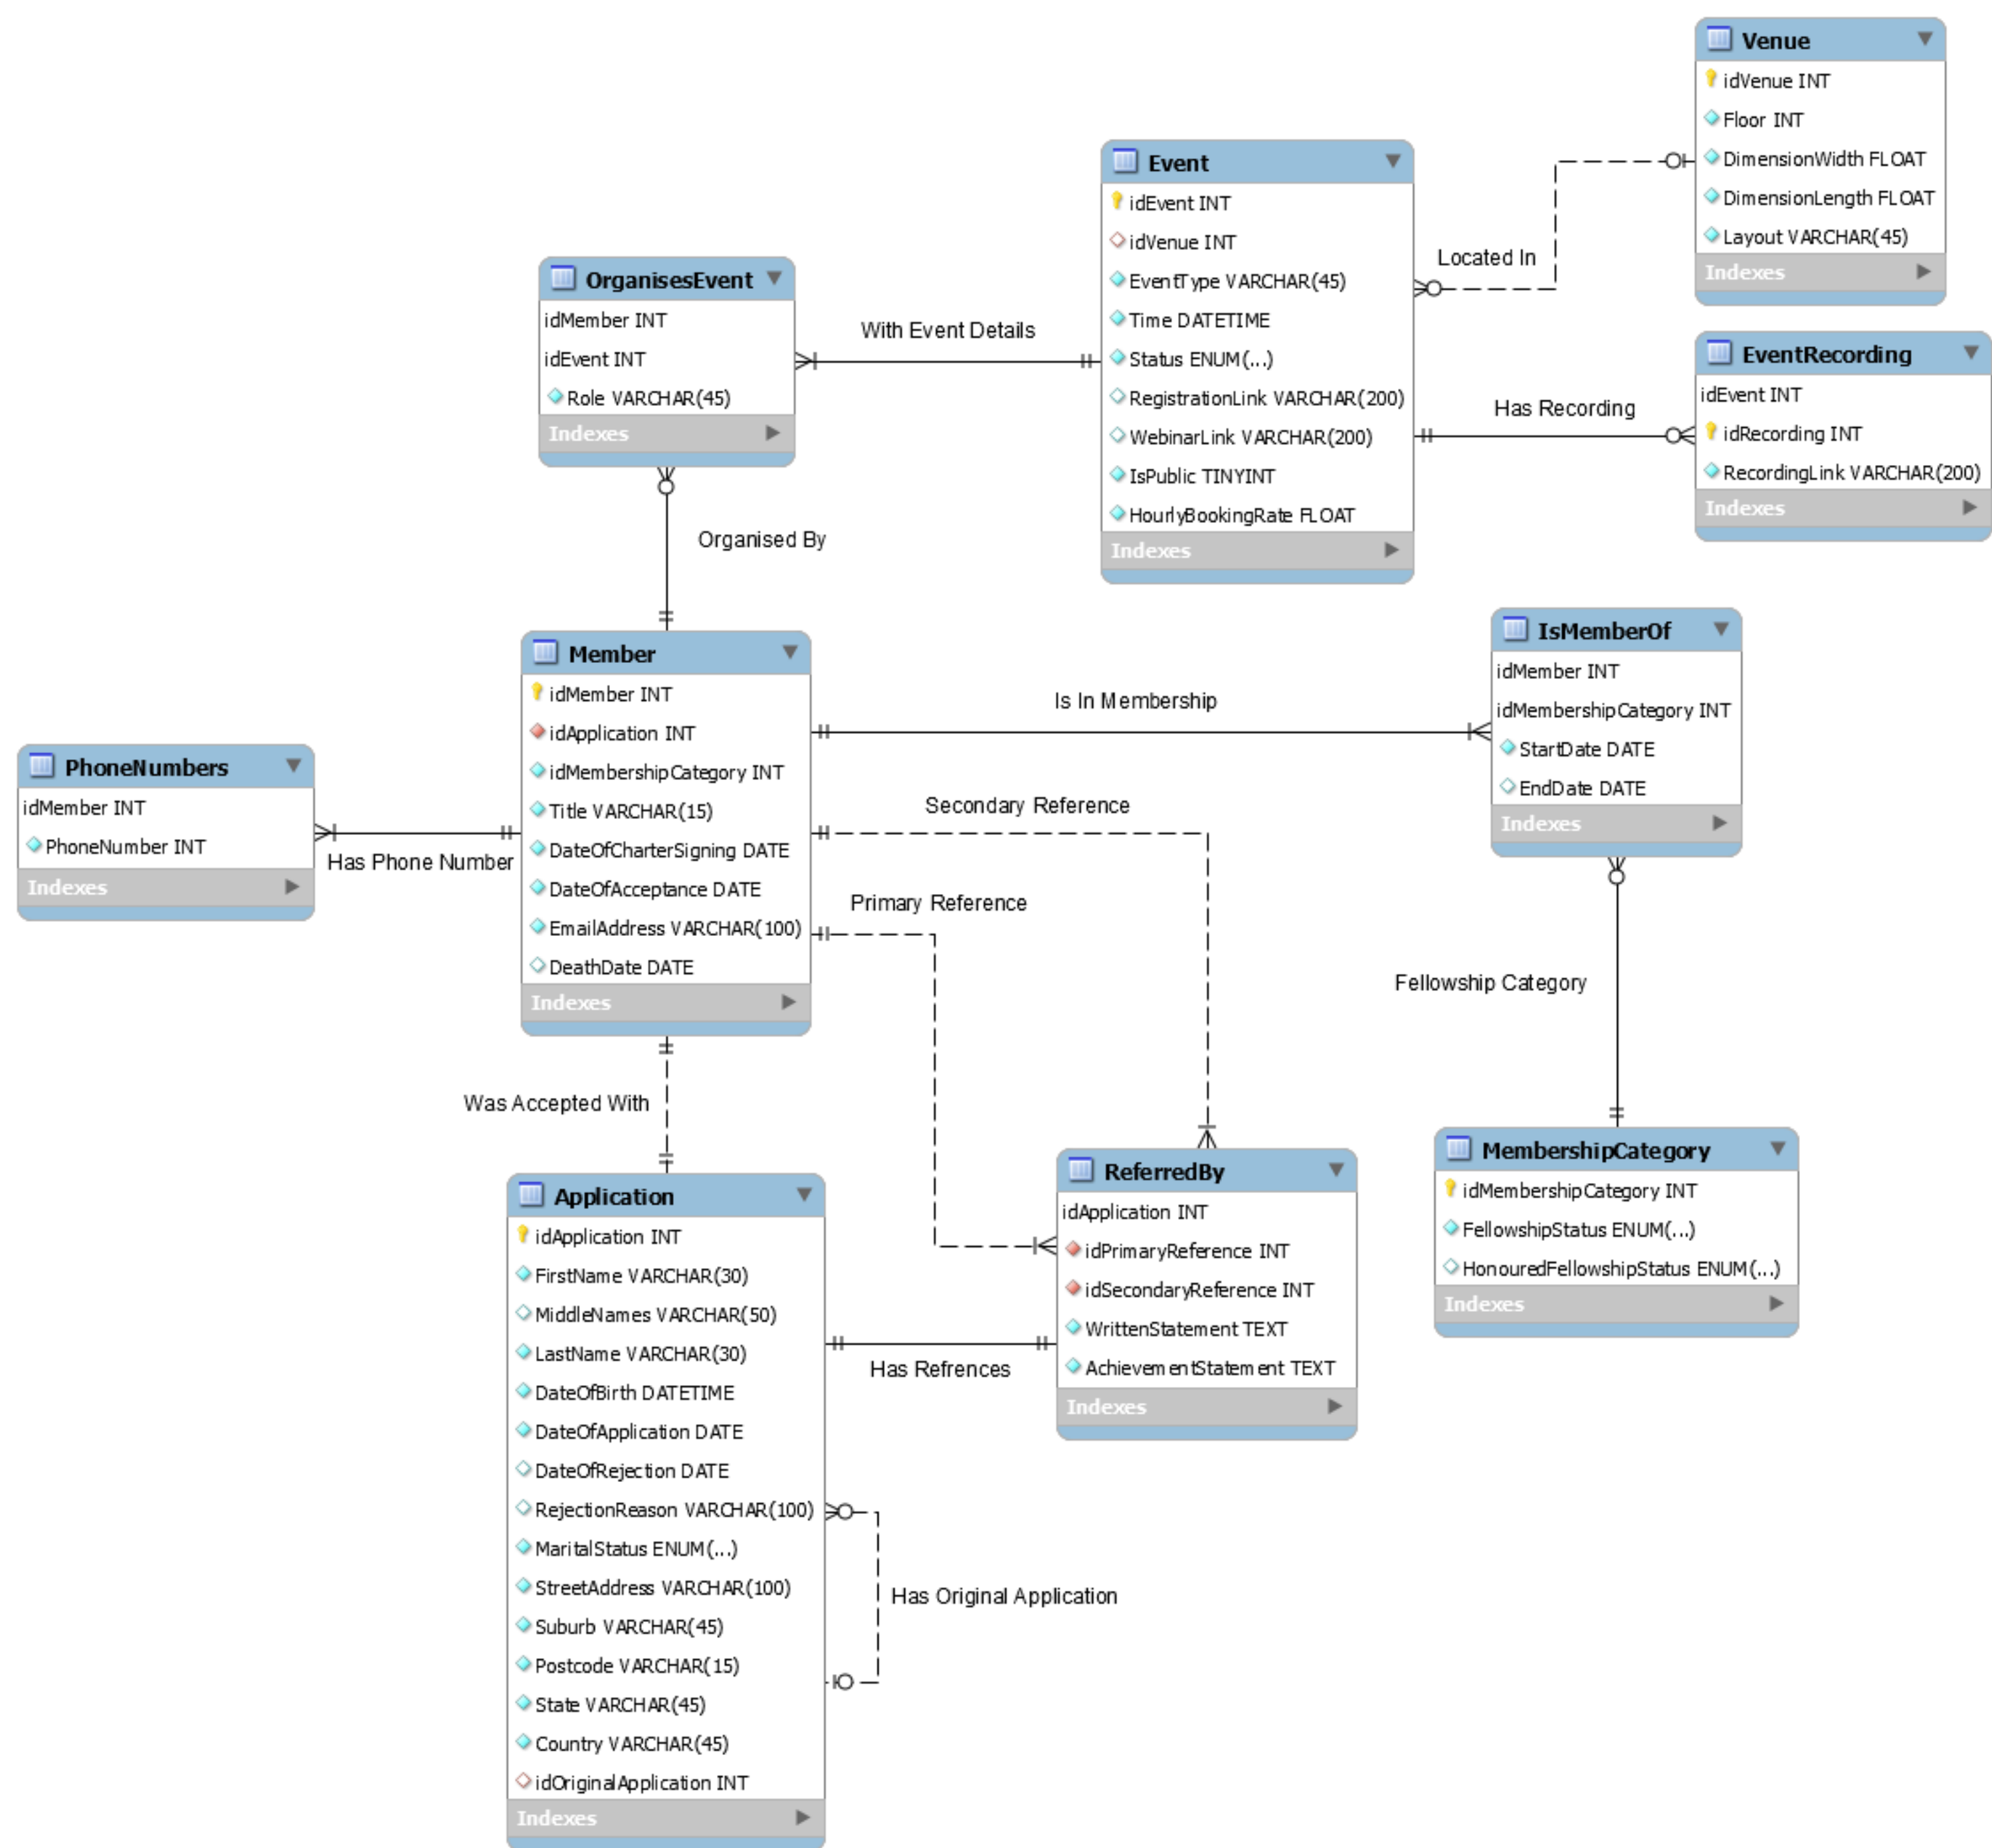 Venue
idVenue INT
Floor INT
DimensionWidth FLOAT
DimensionLength FLOAT
Layout VARCHAR(45)
Indexes
Event
idEvent INT
idVenue INT
EventType VARCHAR(45)
Time DATETIME
Status ENUM(...)
RegistrationLink VARCHAR(200)
WebinarLink VARCHAR(200)
IsPublic TINYINT
HourlyBookingRate FLOAT
Indexes
Located In
OrganisesEvent
idMember INT
idEvent INT
Role VARCHAR(45)
Indexes
With Event Details
EventRecording
idEvent INT
idRecording INT
RecordingLink VARCHAR(200)
Indexes
Has Recording
Organised By
Member
idMember INT
idApplication INT
idMembershipCategory INT
Title VARCHAR(15)
DateOfCharterSigning DATE
DateOfAcceptance DATE
EmailAddress VARCHAR(100)
DeathDate DATE
Indexes
IsMemberOf
idMember INT
idMembershipCategory INT
StartDate DATE
EndDate DATE
Indexes
Is In Membership
PhoneNumbers
idMember INT
PhoneNumber INT
Indexes
Has Phone Number
Secondary Reference
Primary Reference
Fellowship Category
Was Accepted With
MembershipCategory
idMembershipCategory INT
FellowshipStatus ENUM(...)
HonouredFellowshipStatus ENUM(...)
Indexes
ReferredBy
idApplication INT
idPrimaryReference INT
idSecondaryReference INT
WrittenStatement TEXT
AchievementStatement TEXT
Indexes
Has Refrences
Application
idApplication INT
FirstName VARCHAR(30)
MiddleNames VARCHAR(50)
LastName VARCHAR(30)
DateOfBirth DATETIME
DateOfApplication DATE
DateOfRejection DATE
RejectionReason VARCHAR(100)
MaritalStatus ENUM(...)
StreetAddress VARCHAR(100)
Suburb VARCHAR(45)
Postcode VARCHAR(15)
State VARCHAR(45)
Country VARCHAR(45)
idOriginalApplication INT
Indexes
Has Original Application